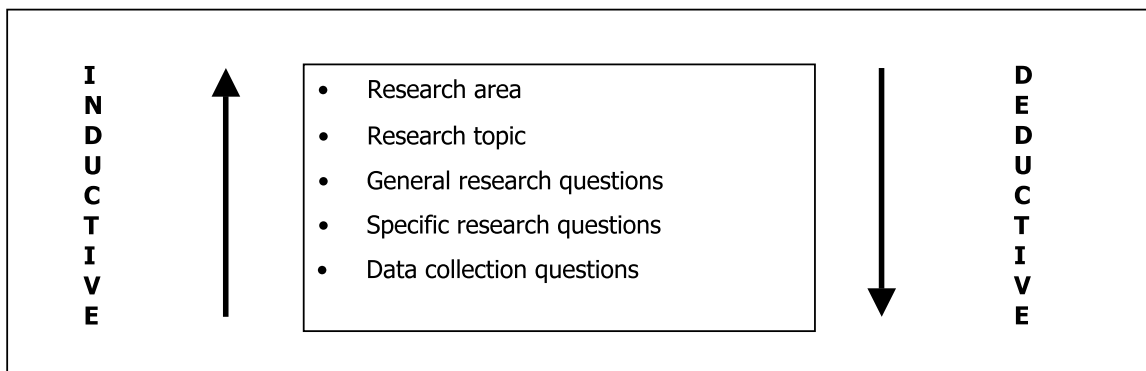 INDUCTIVE
• Research area
• Research topic
• General research questions
• Specific research questions
• Data collection questions
DEDUCTIVE